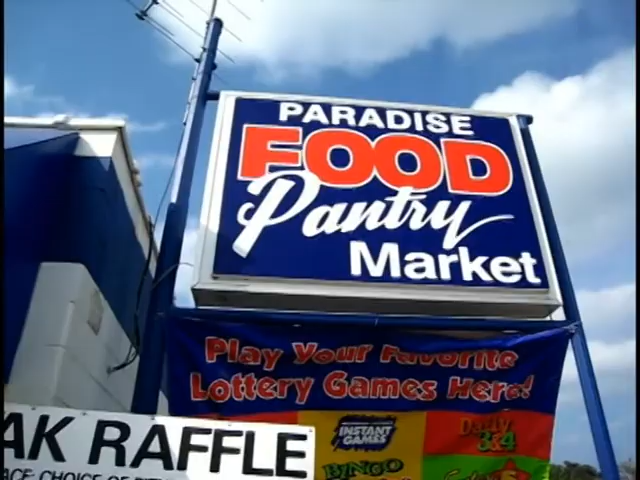 PARADISE
FOOD
Pantry
Market
Play Your Favorite
Lottery Games Here!
AK RAFFLE
INSTANT
GAMES
Daily
3&4
BINGO